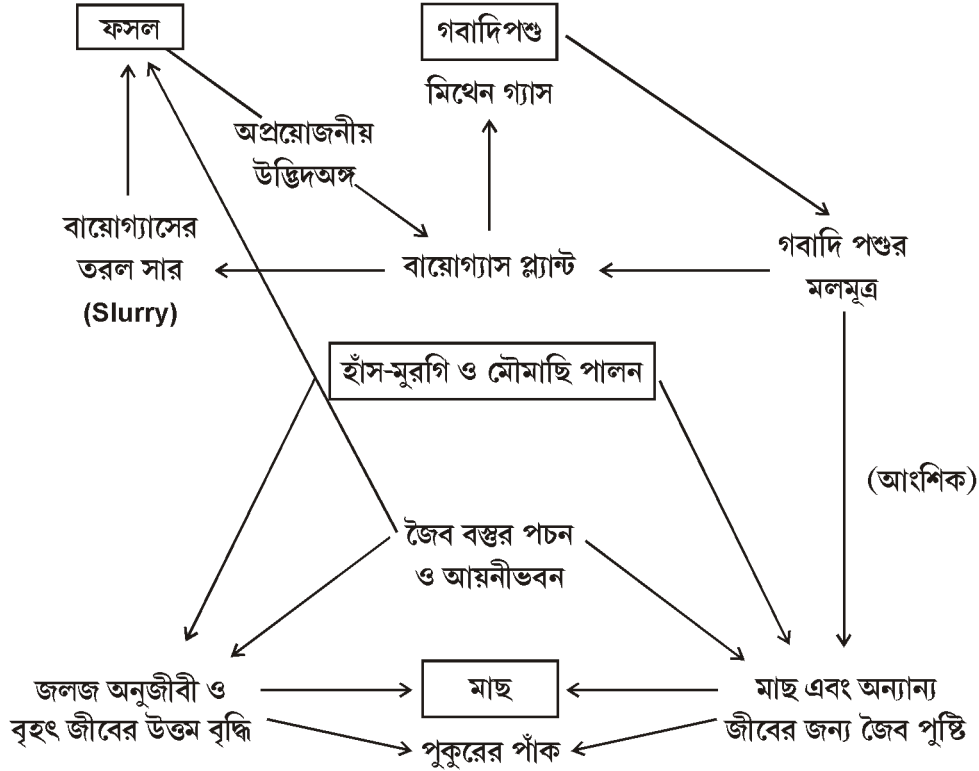 ফসল
গবাদিপশু
মিথেন গ্যাস
অপ্রয়োজনীয়
উদ্ভিদঅঙ্গ
বায়োগ্যাসের
তরল সার
(Slurry)
বায়োগ্যাস প্ল্যান্ট
গবাদি পশুর
মলমূত্র
হাঁস-মুরগি ও মৌমাছি পালন
(আংশিক)
জৈব বস্তুর পচন
ও আয়নীভবন
জলজ অনুজীবী ও
বৃহৎ জীবের উত্তম বৃদ্ধি
মাছ
মাছ এবং অন্যান্য
জীবের জন্য জৈব পুষ্টি
পুকুরের পাঁক